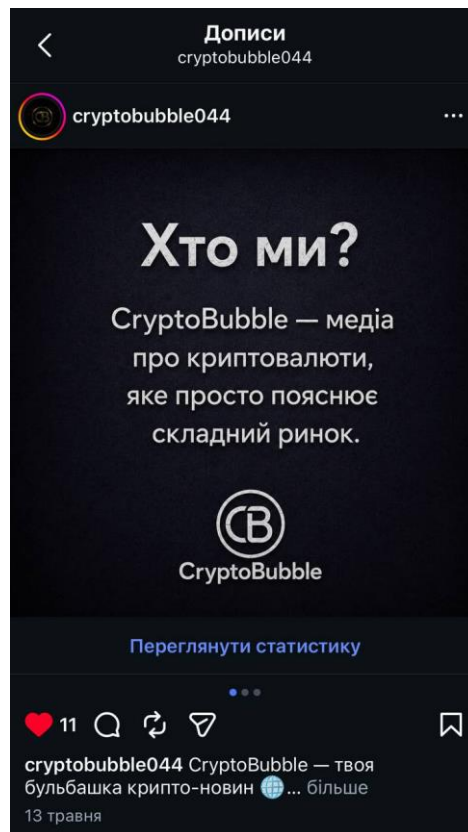 Дописи
cryptobubble044
cryptobubble044
Хто ми?
CryptoBubble — медіа
про криптовалюти,
яке просто пояснює
складний ринок.
CB
CryptoBubble
Переглянути статистику
11
cryptobubble044 CryptoBubble — твоя
бульбашка крипто-новин 🌐... більше
13 травня